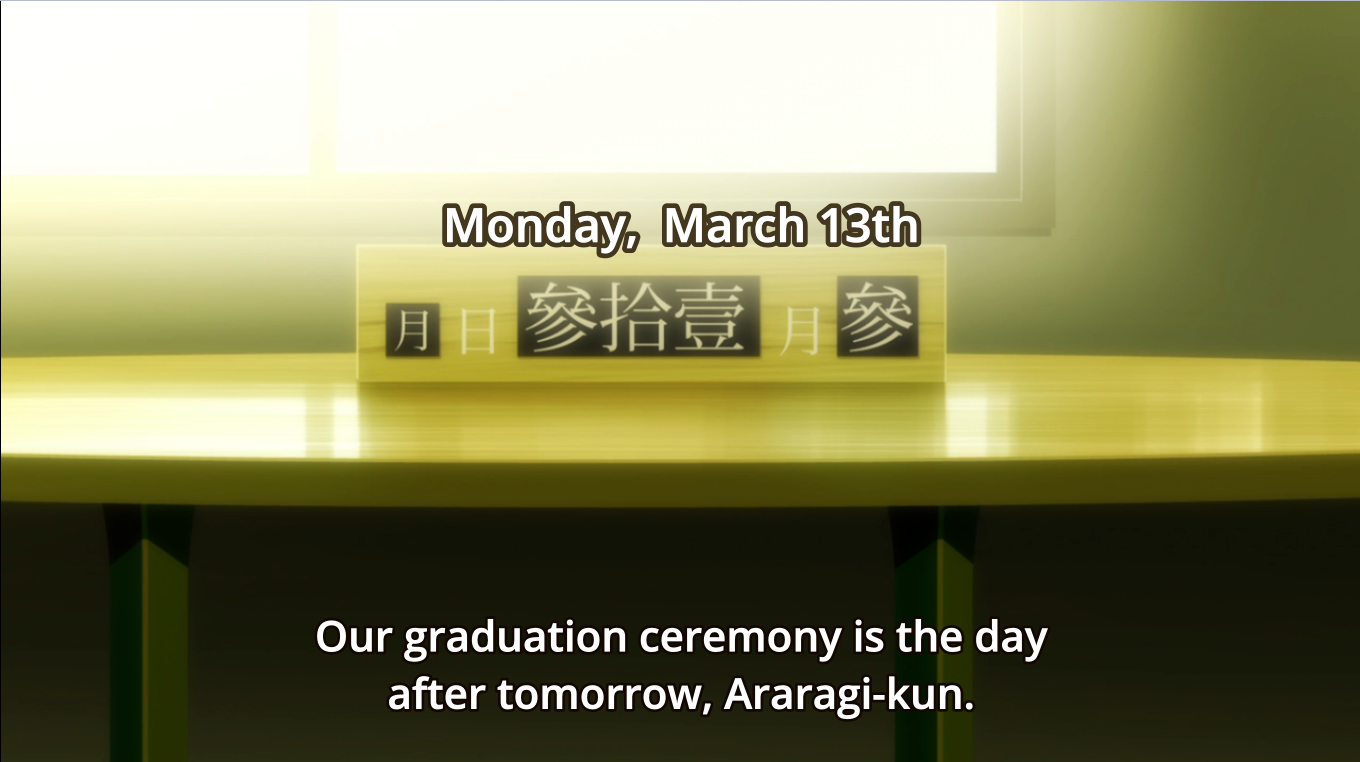 Monday, March 13th
參月壹拾參日月
Our graduation ceremony is the day
after tomorrow, Araragi-kun.